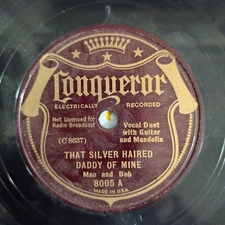 Conqueror
ELECTRICALLY RECORDED
Not Licensed for
Radio Broadcast
Vocal Duet
with Guitar
and Mandolin
(C 8637)
THAT SILVER HAIRED
DADDY OF MINE
Mac and Bob
8005 A
MADE IN U.S.A.